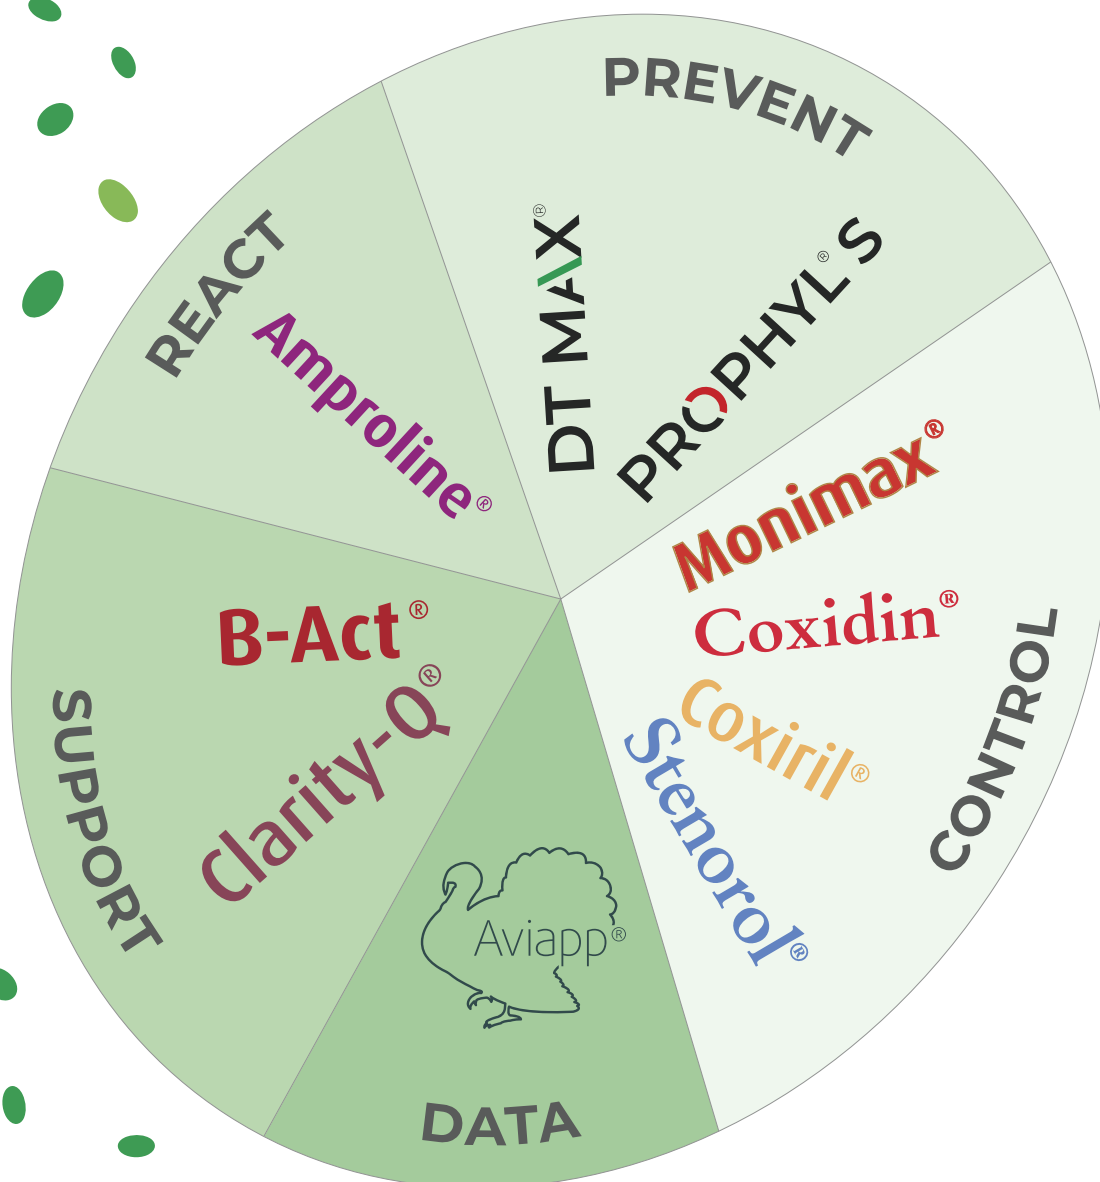 PREVENT
DT MAX®
PROPHYL® S
Monimax®
Coxidin®
Coxiril®
Stenorol®
CONTROL
Aviapp®
DATA
B-Act®
Clarity-Q®
SUPPORT
REACT
Amproline®